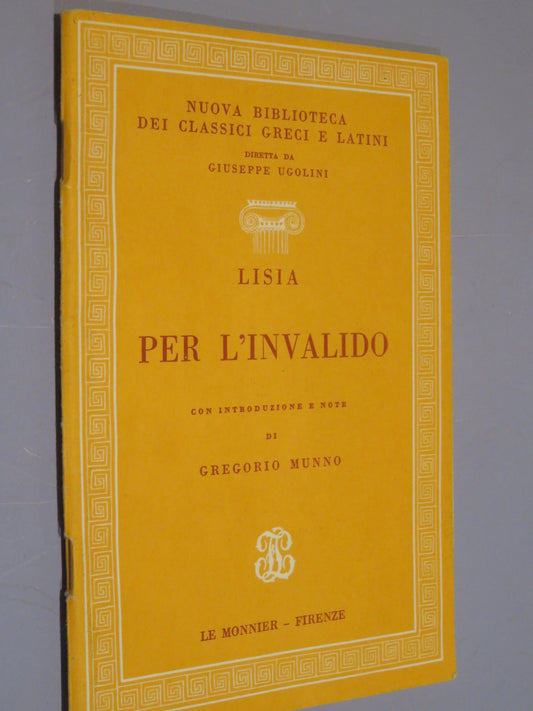 NUOVA BIBLIOTECA
DEI CLASSICI GRECI E LATINI
DIRETTA DA
GIUSEPPE UGOLINI
LISIA
PER L'INVALIDO
CON INTRODUZIONE E NOTE
DI
GREGORIO MUNNO
LE MONNIER – FIRENZE